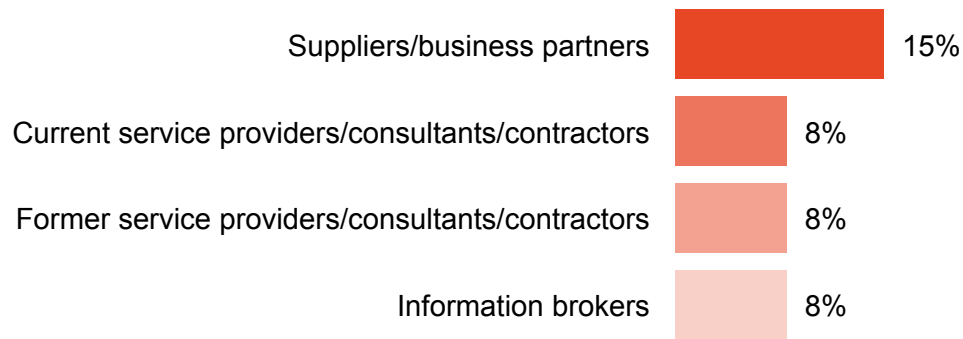 Suppliers/business partners 15%
Current service providers/consultants/contractors 8%
Former service providers/consultants/contractors 8%
Information brokers 8%